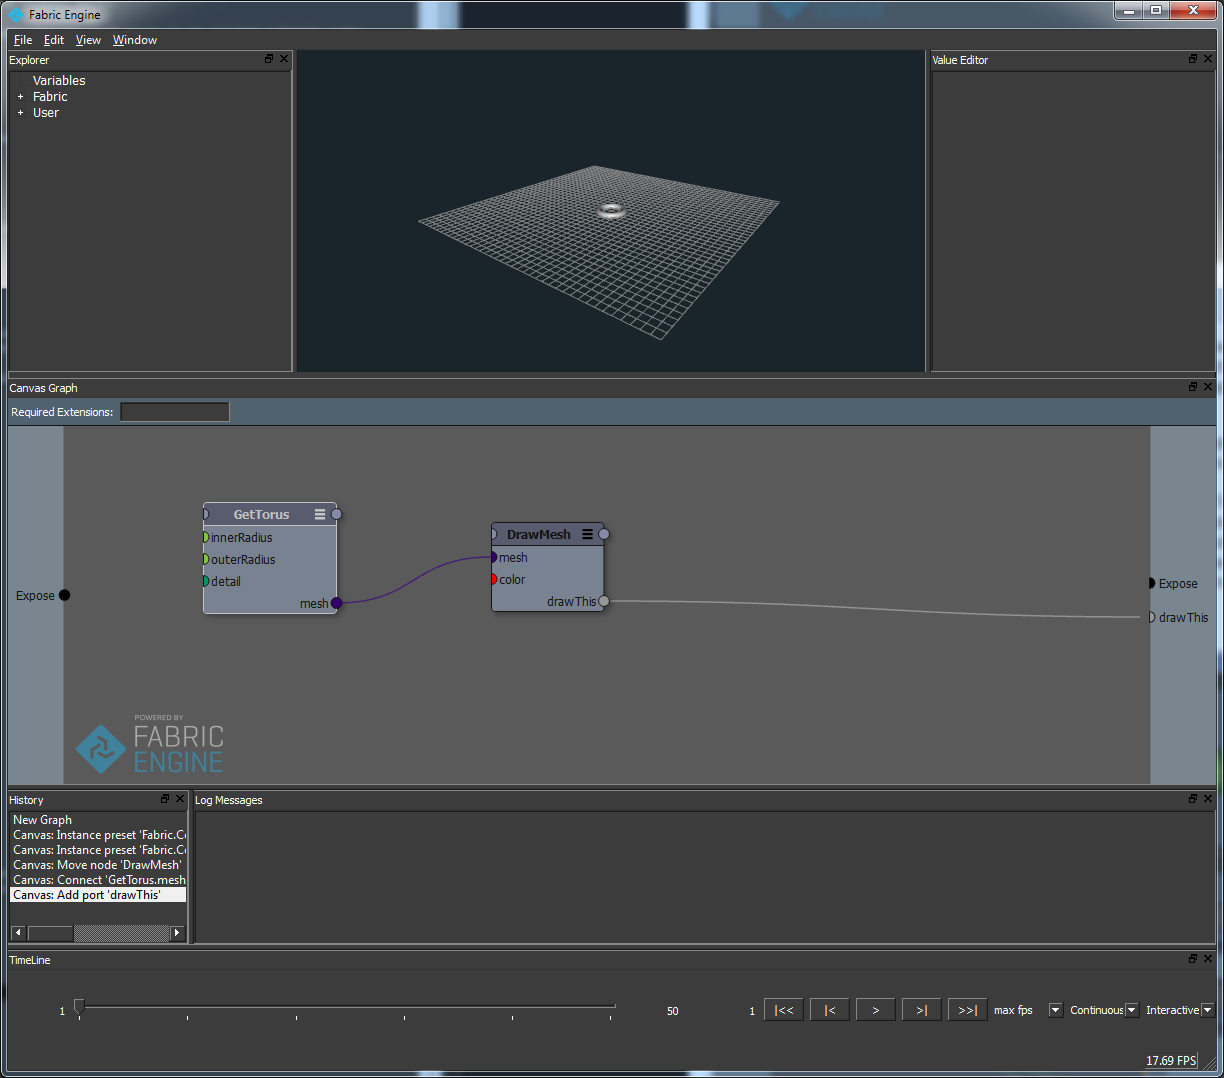 Fabric Engine
File Edit View Window
Explorer
Variables
Fabric
User
Value Editor
Canvas Graph
Required Extensions:
Expose
GetTorus
innerRadius
outerRadius
detail
mesh
DrawMesh
mesh
color
drawThis
Expose
drawThis
POWERED BY
FABRIC
ENGINE
History
New Graph
Canvas: Instance preset 'Fabric.Co
Canvas: Instance preset 'Fabric.Co
Canvas: Move node 'DrawMesh'
Canvas: Connect 'GetTorus.mesh
Canvas: Add port 'drawThis'
Log Messages
TimeLine
1 50 1 |<< |< > >| >>| max fps Continuous Interactive
17.69 FPS